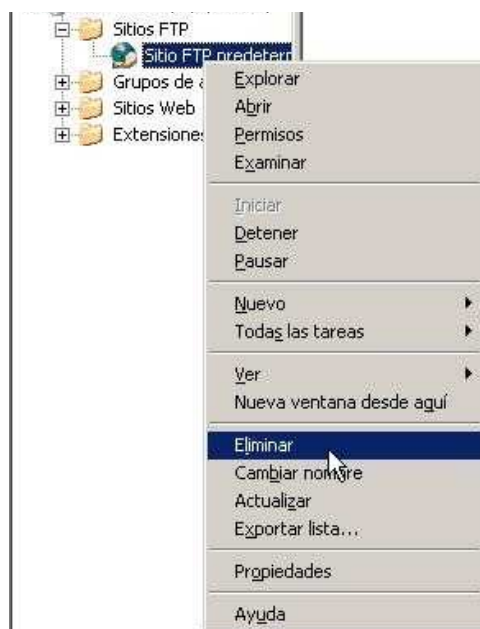 Sitios FTP
Sitio FTP predeterm
Grupos de a
Sitios Web
Extensiones
Explorar
Abrir
Permisos
Examinar
Iniciar
Detener
Pausar
Nuevo
Todas las tareas
Ver
Nueva ventana desde aquí
Eliminar
Cambiar nombre
Actualizar
Exportar lista...
Propiedades
Ayuda